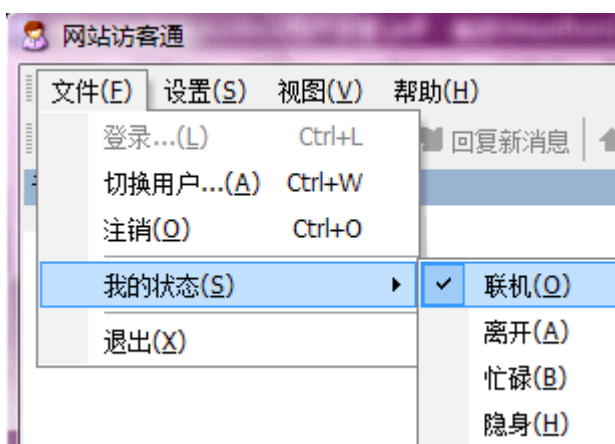 网站访客通
文件(F) 设置(S) 视图(V) 帮助(H)
登录...(L) Ctrl+L
回复新消息
切换用户...(A) Ctrl+W
注销(O) Ctrl+O
我的状态(S)
联机(O)
退出(X)
离开(A)
忙碌(B)
隐身(H)